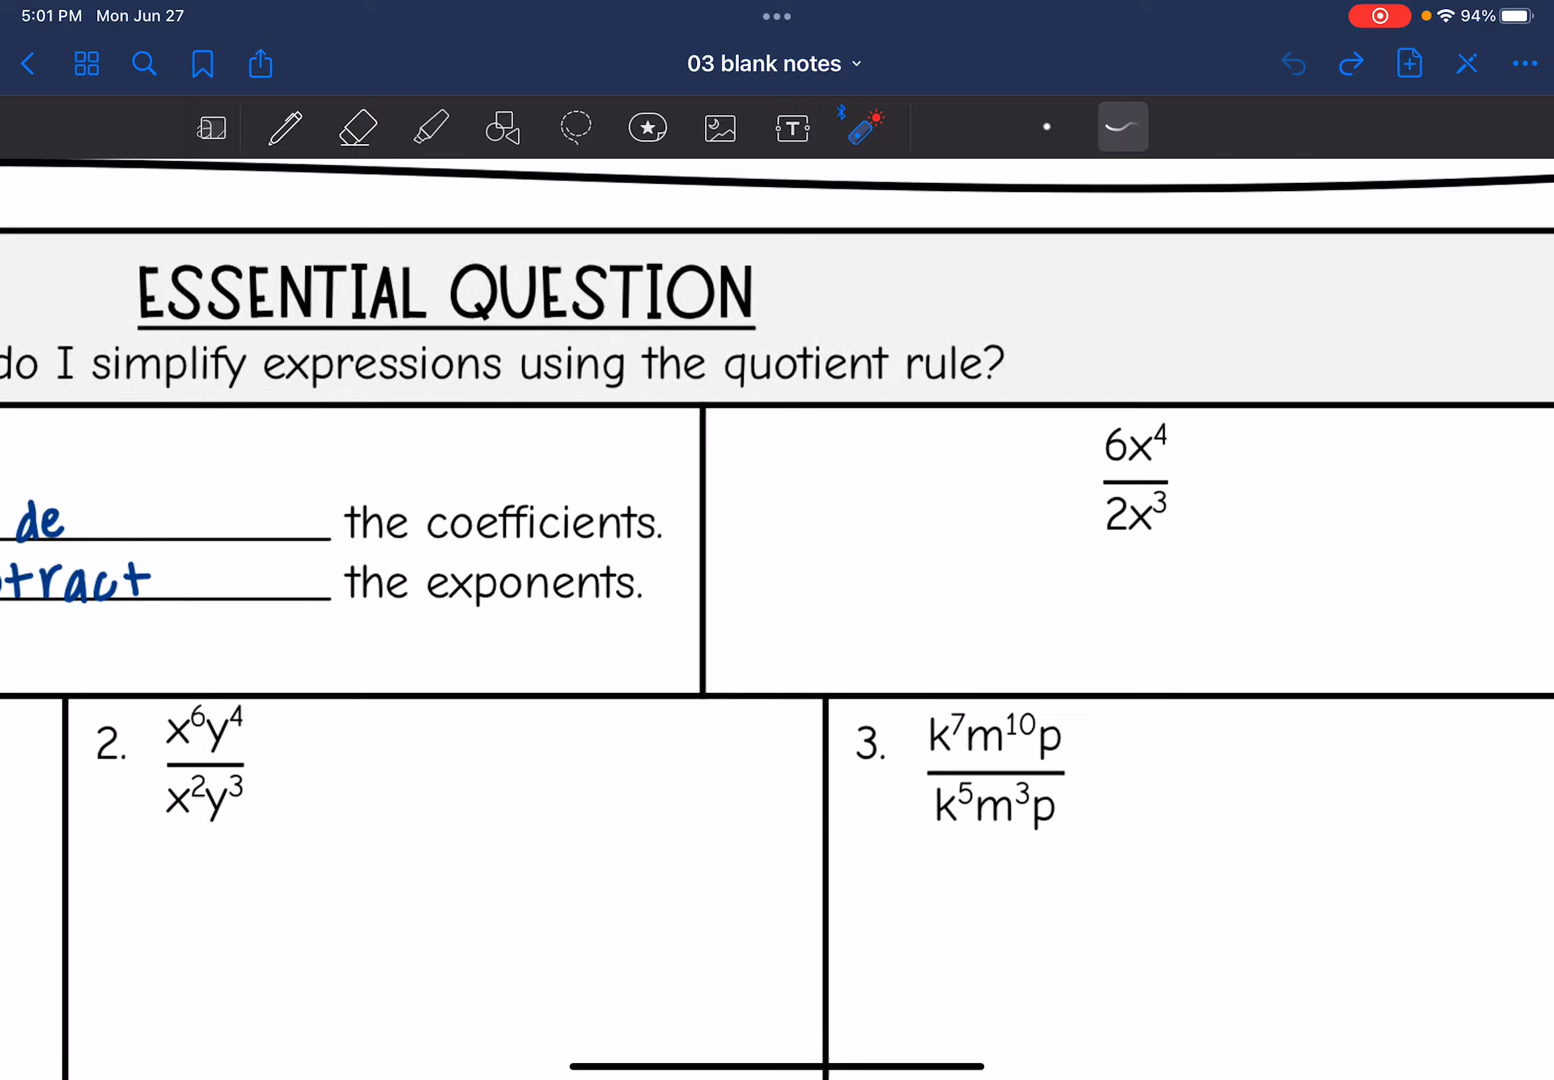 5:01 PM Mon Jun 27
94%
03 blank notes
ESSENTIAL QUESTION
do I simplify expressions using the quotient rule?
de the coefficients.
tract the exponents.
6x⁴
2x³
2. x⁶y⁴
x²y³
3. k⁷m¹⁰p
k⁵m³p